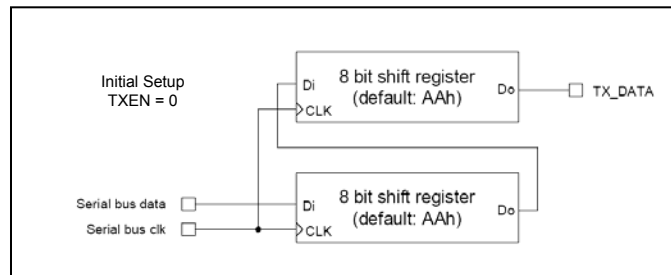 Initial Setup
TXEN = 0
8 bit shift register
(default: AAh)
Di
Do
CLK
TX_DATA
8 bit shift register
(default: AAh)
Serial bus data
Di
Do
Serial bus clk
CLK